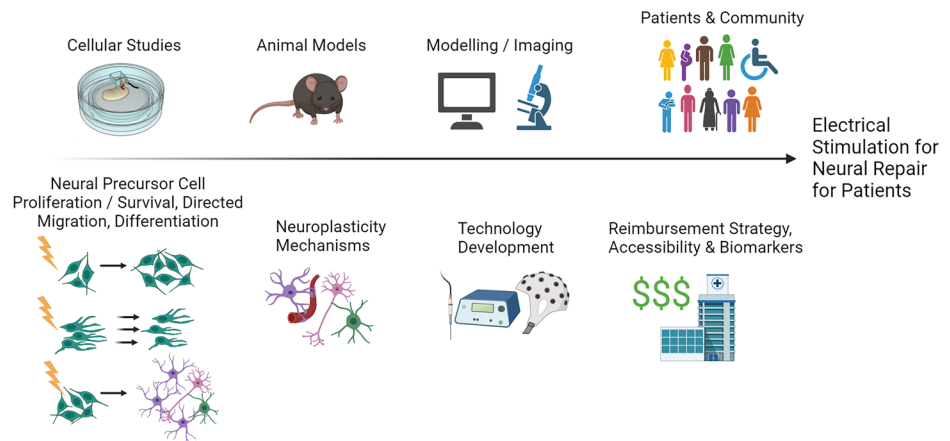 Cellular Studies
Animal Models
Modelling / Imaging
Patients & Community
Electrical
Stimulation for
Neural Repair
for Patients
Neural Precursor Cell
Proliferation / Survival, Directed
Migration, Differentiation
Neuroplasticity
Mechanisms
Technology
Development
Reimbursement Strategy,
Accessibility & Biomarkers
$$$